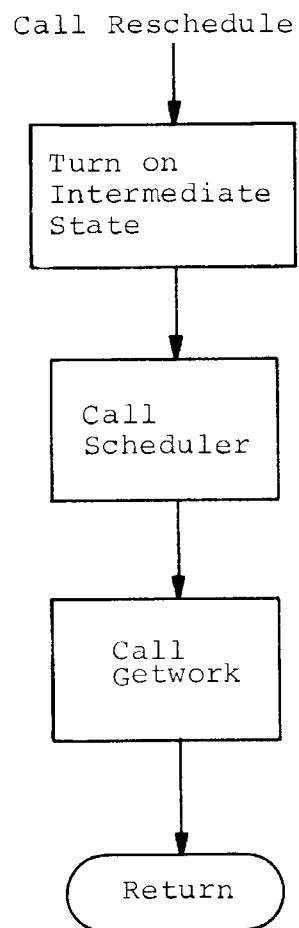 Call Reschedule
Turn on
Intermediate
State
Call
Scheduler
Call
Getwork
Return